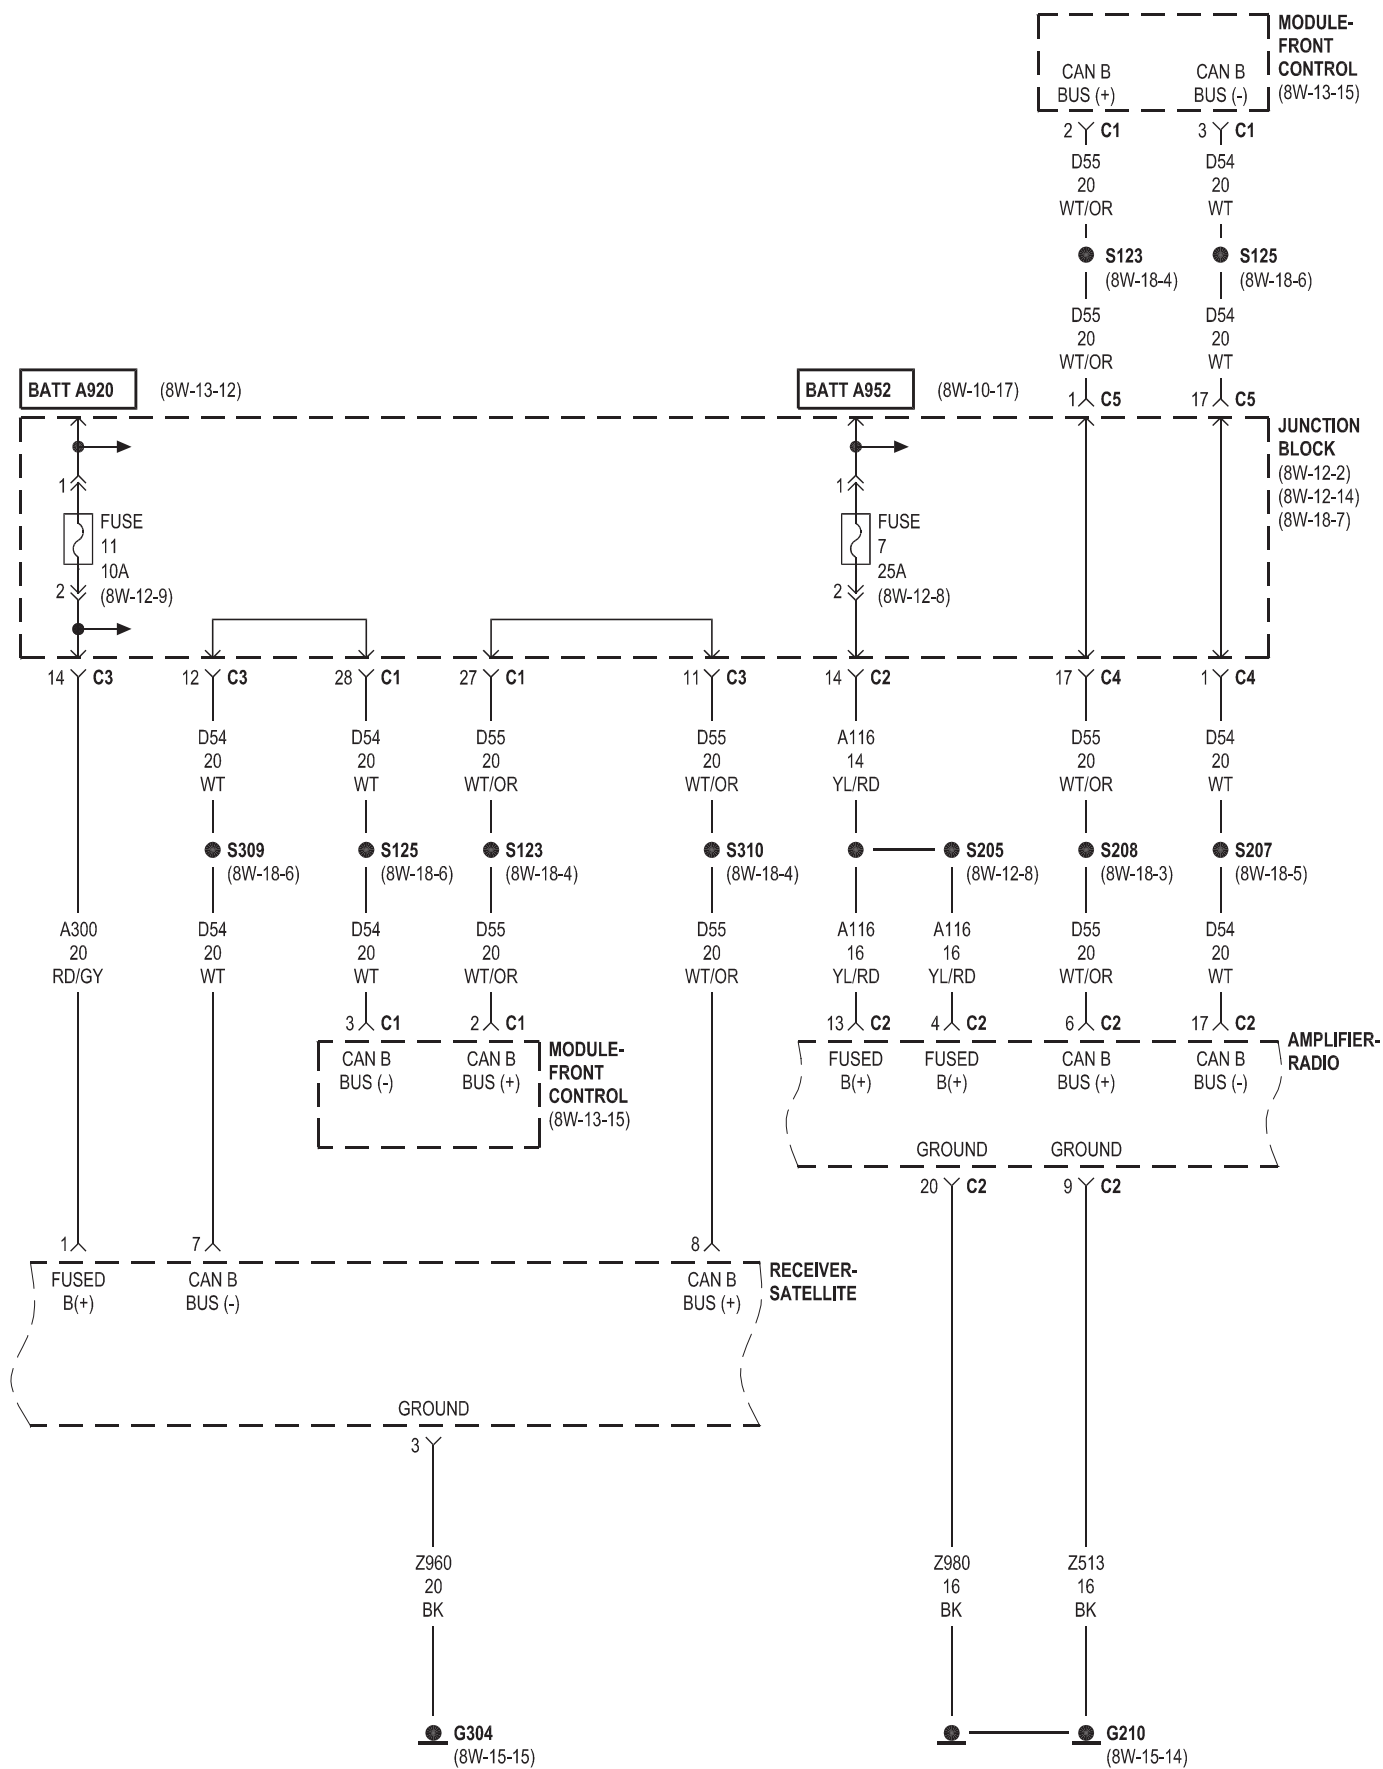 MODULE-
FRONT
CONTROL
(8W-13-15)
CAN B
BUS (+)
CAN B
BUS (-)
2 C1
3 C1
D55
20
WT/OR
D54
20
WT
S123
(8W-18-4)
S125
(8W-18-6)
D55
20
WT/OR
D54
20
WT
BATT A920
(8W-13-12)
BATT A952
(8W-10-17)
1 C5
17 C5
JUNCTION
BLOCK
(8W-12-2)
(8W-12-14)
(8W-18-7)
1
FUSE
11
10A
(8W-12-9)
2
1
FUSE
7
25A
(8W-12-8)
2
14 C3
12 C3
28 C1
27 C1
11 C3
14 C2
17 C4
1 C4
D54
20
WT
D54
20
WT
D55
20
WT/OR
D55
20
WT/OR
A116
14
YL/RD
D55
20
WT/OR
D54
20
WT
S309
(8W-18-6)
S125
(8W-18-6)
S123
(8W-18-4)
S310
(8W-18-4)
S205
(8W-12-8)
S208
(8W-18-3)
S207
(8W-18-5)
A300
20
RD/GY
D54
20
WT
D54
20
WT
D55
20
WT/OR
D55
20
WT/OR
A116
16
YL/RD
A116
16
YL/RD
D55
20
WT/OR
D54
20
WT
3 C1
2 C1
13 C2
4 C2
6 C2
17 C2
CAN B
BUS (-)
CAN B
BUS (+)
MODULE-
FRONT
CONTROL
(8W-13-15)
FUSED
B(+)
FUSED
B(+)
CAN B
BUS (+)
CAN B
BUS (-)
AMPLIFIER-
RADIO
GROUND
GROUND
20 C2
9 C2
1
7
8
FUSED
B(+)
CAN B
BUS (-)
CAN B
BUS (+)
RECEIVER-
SATELLITE
GROUND
3
Z960
20
BK
Z980
16
BK
Z513
16
BK
G304
(8W-15-15)
G210
(8W-15-14)